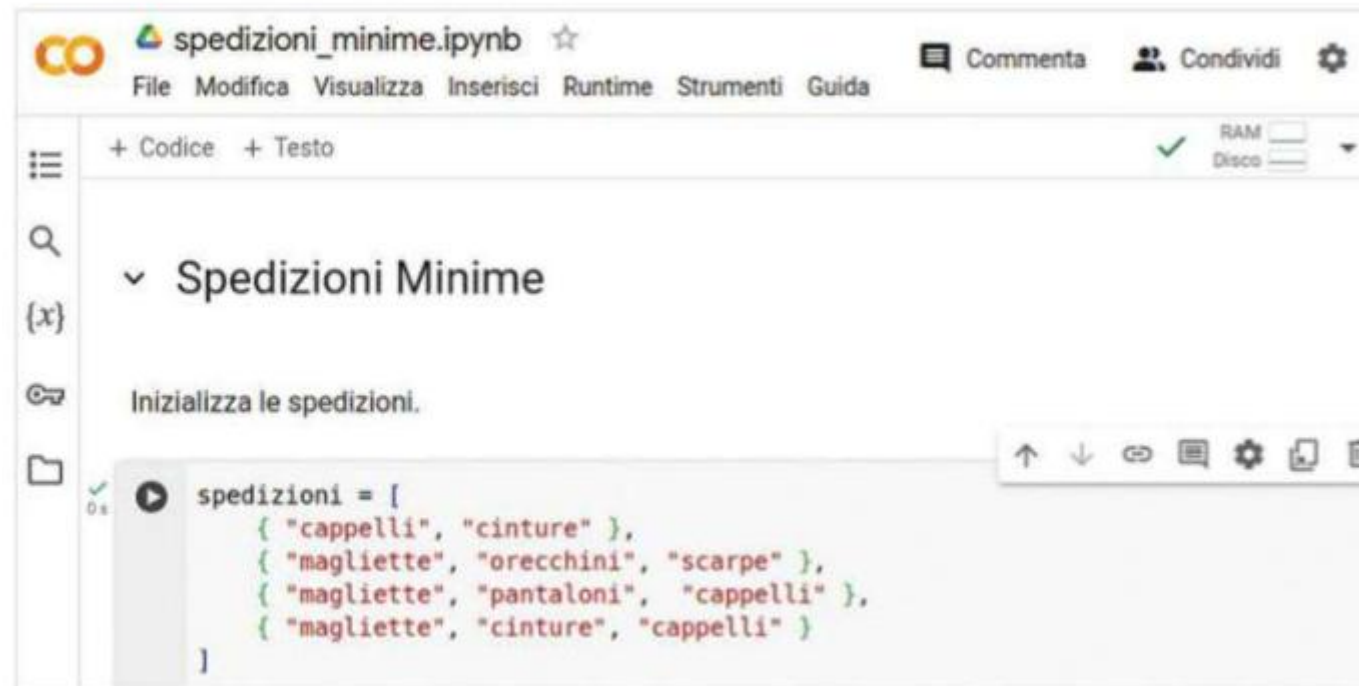 spedizioni_minime.ipynb
Commenta
Condividi
File Modifica Visualizza Inserisci Runtime Strumenti Guida
+ Codice + Testo
RAM
Disco
Spedizioni Minime
{x}
Inizializza le spedizioni.
0 s
spedizioni = [
{ "cappelli", "cinture" },
{ "magliette", "orecchini", "scarpe" },
{ "magliette", "pantaloni", "cappelli" },
{ "magliette", "cinture", "cappelli" }
]